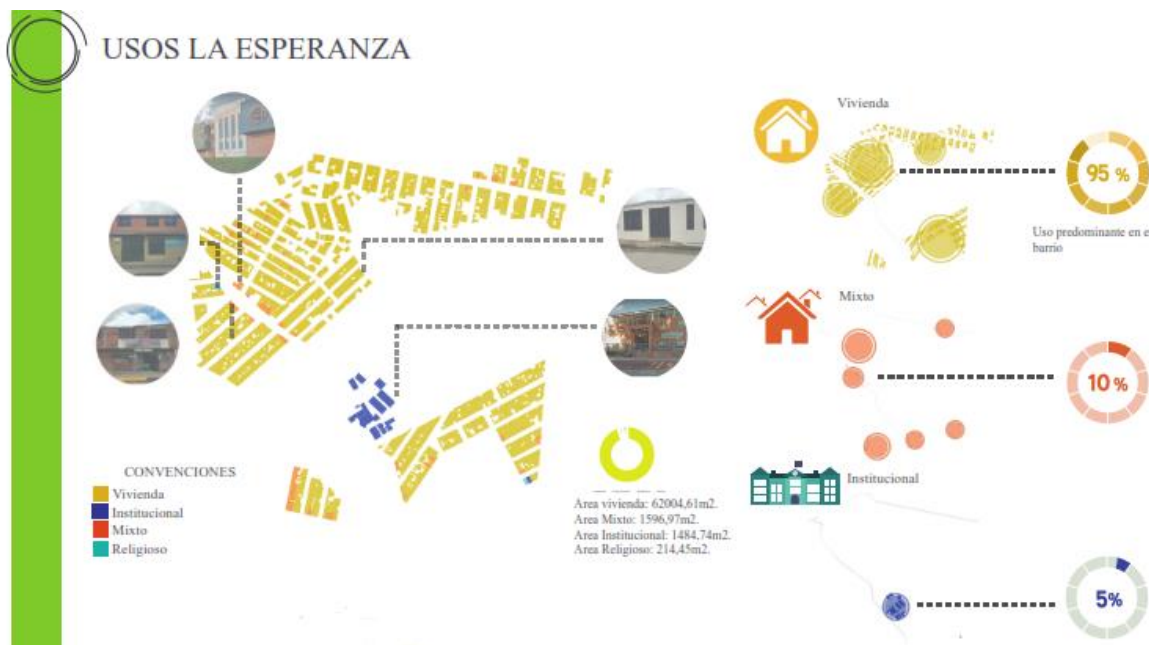 USOS LA ESPERANZA
Vivienda
95 %
Uso predominante en e
barrio
Mixto
10 %
Institucional
5%
CONVENCIONES
Vivienda
Institucional
Mixto
Religioso
Area vivienda: 62004,61m2.
Area Mixto: 1596,97m2.
Area Institucional: 1484,74m2.
Area Religioso: 214,45m2.